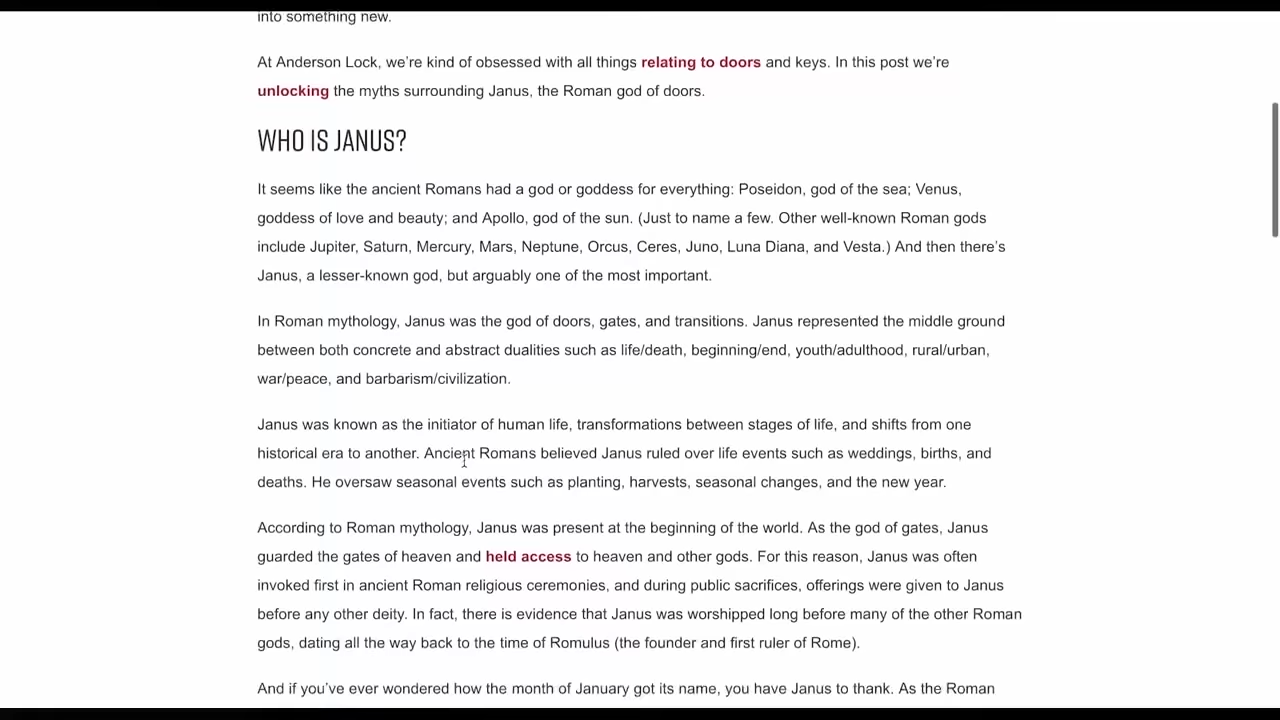 into something new.
At Anderson Lock, we’re kind of obsessed with all things relating to doors and keys. In this post we’re
unlocking the myths surrounding Janus, the Roman god of doors.
WHO IS JANUS?
It seems like the ancient Romans had a god or goddess for everything: Poseidon, god of the sea; Venus,
goddess of love and beauty; and Apollo, god of the sun. (Just to name a few. Other well-known Roman gods
include Jupiter, Saturn, Mercury, Mars, Neptune, Orcus, Ceres, Juno, Luna Diana, and Vesta.) And then there’s
Janus, a lesser-known god, but arguably one of the most important.
In Roman mythology, Janus was the god of doors, gates, and transitions. Janus represented the middle ground
between both concrete and abstract dualities such as life/death, beginning/end, youth/adulthood, rural/urban,
war/peace, and barbarism/civilization.
Janus was known as the initiator of human life, transformations between stages of life, and shifts from one
historical era to another. Ancient Romans believed Janus ruled over life events such as weddings, births, and
deaths. He oversaw seasonal events such as planting, harvests, seasonal changes, and the new year.
According to Roman mythology, Janus was present at the beginning of the world. As the god of gates, Janus
guarded the gates of heaven and held access to heaven and other gods. For this reason, Janus was often
invoked first in ancient Roman religious ceremonies, and during public sacrifices, offerings were given to Janus
before any other deity. In fact, there is evidence that Janus was worshipped long before many of the other Roman
gods, dating all the way back to the time of Romulus (the founder and first ruler of Rome).
And if you’ve ever wondered how the month of January got its name, you have Janus to thank. As the Roman